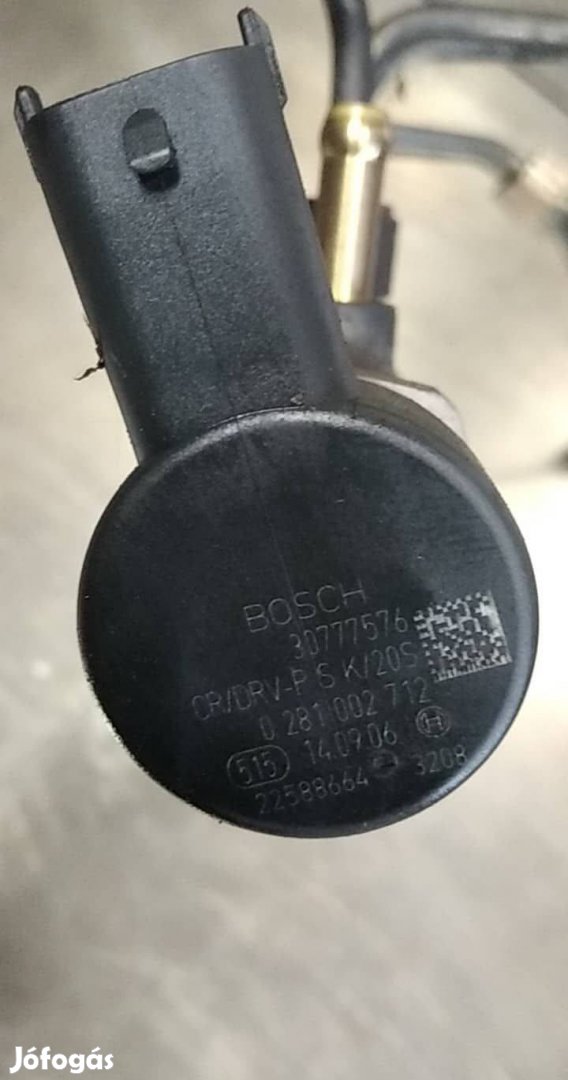 BOSCH
30777576
CR/DRV-P S K/20S
0 281 002 712
515 14.09.06 H
22588664 3208
Jófogás